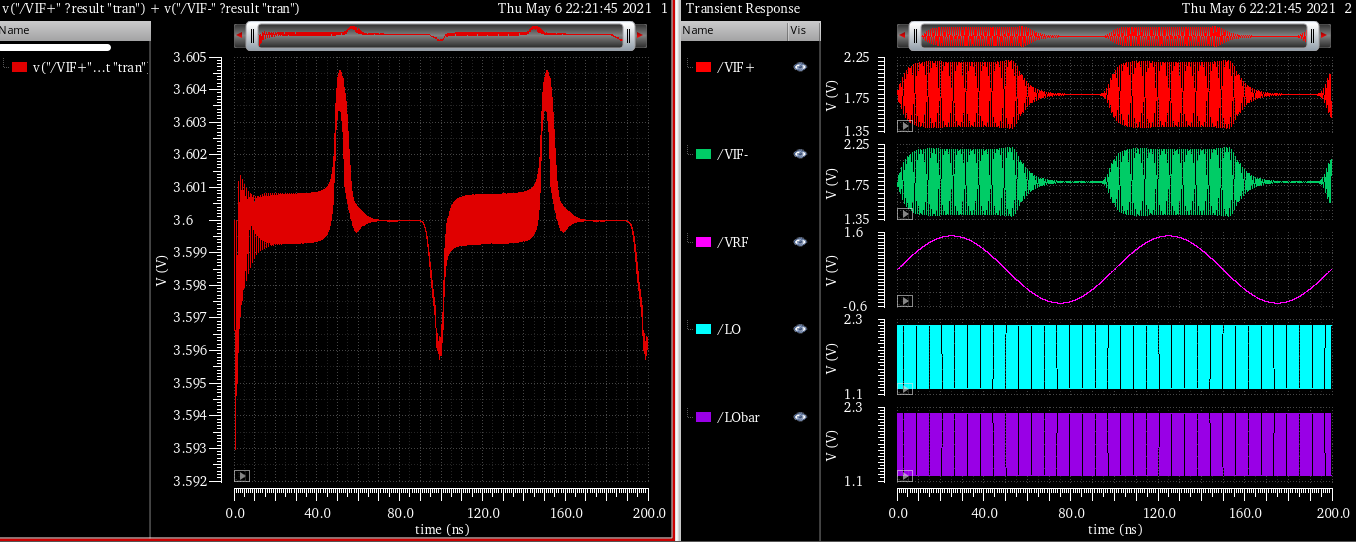 v("/VIF+" ?result "tran") + v("/VIF-" ?result "tran")
Thu May 6 22:21:45 2021 1
Name
v("/VIF+"...t "tran"
3.605
3.604
3.603
3.602
3.601
3.6
3.599
3.598
3.597
3.596
3.595
3.594
3.593
3.592
V (V)
0.0 40.0 80.0 120.0 160.0 200.0
time (ns)
Transient Response
Thu May 6 22:21:45 2021 2
Name Vis
/VIF+
2.25
1.75
1.35
V (V)
/VIF-
2.25
1.75
1.35
V (V)
/VRF
1.6
-0.6
V (V)
/LO
2.3
1.1
V (V)
/LObar
2.3
1.1
V (V)
0.0 40.0 80.0 120.0 160.0 200.0
time (ns)